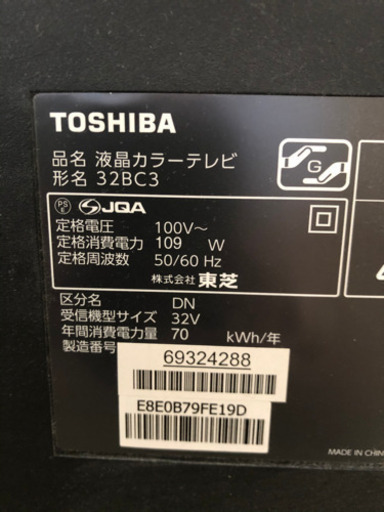 TOSHIBA
品名 液晶カラーテレビ
形名 32BC3
G
PS
E
JQA
定格電圧 100V～
定格消費電力 109 W
定格周波数 50/60 Hz
株式会社 東芝
区分名 DN
受信機型サイズ 32V
年間消費電力量 70 kWh/年
製造番号
69324288
E8E0B79FE19D
MADE IN CHIN